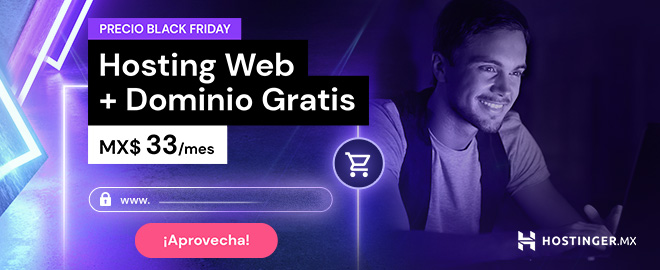 PRECIO BLACK FRIDAY
Hosting Web
+ Dominio Gratis
MX$ 33/mes
www.
¡Aprovecha!
HOSTINGER.MX